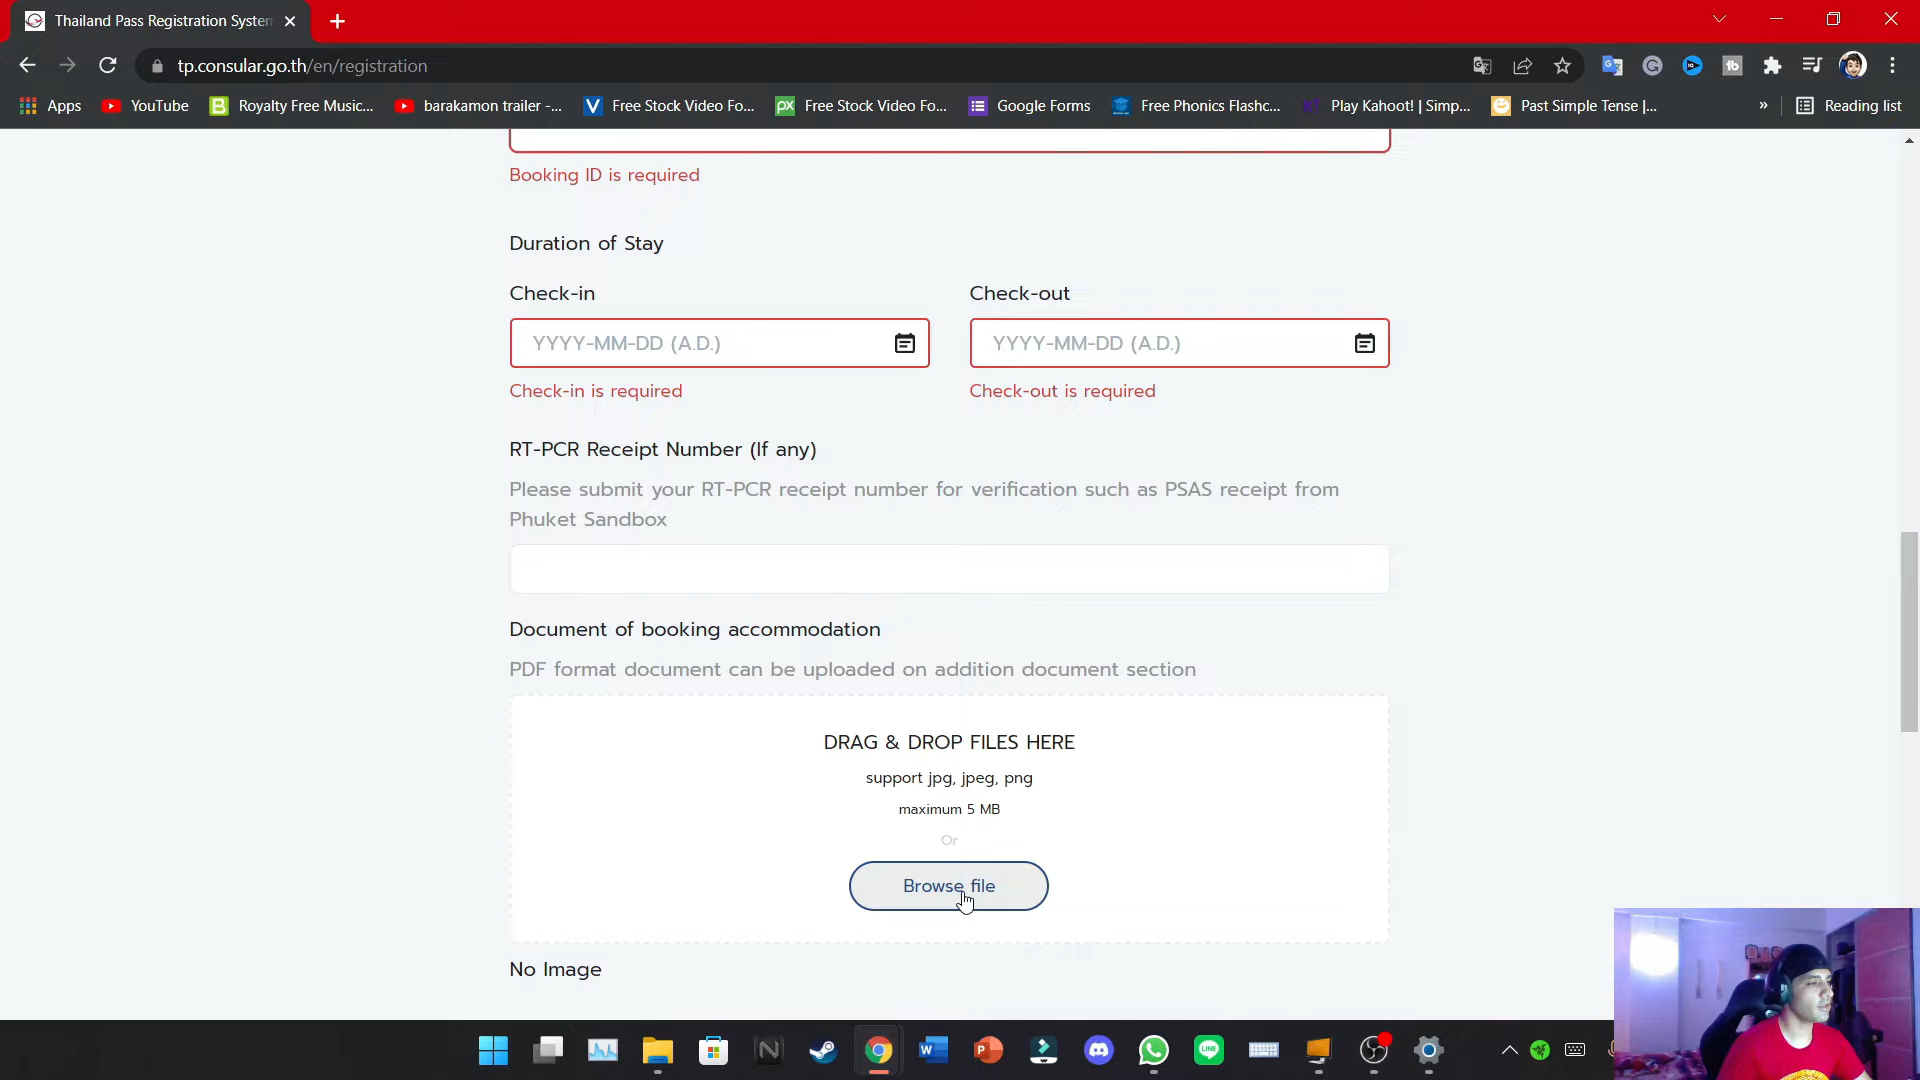 Thailand Pass Registration System
tp.consular.go.th/en/registration
Apps
YouTube
Royalty Free Music...
barakamon trailer -...
Free Stock Video Fo...
Free Stock Video Fo...
Google Forms
Free Phonics Flashc...
Play Kahoot! | Simp...
Past Simple Tense |...
»
Reading list
Booking ID is required
Duration of Stay
Check-in
Check-out
YYYY-MM-DD (A.D.)
YYYY-MM-DD (A.D.)
Check-in is required
Check-out is required
RT-PCR Receipt Number (If any)
Please submit your RT-PCR receipt number for verification such as PSAS receipt from
Phuket Sandbox
Document of booking accommodation
PDF format document can be uploaded on addition document section
DRAG & DROP FILES HERE
support jpg, jpeg, png
maximum 5 MB
Or
Browse file
No Image